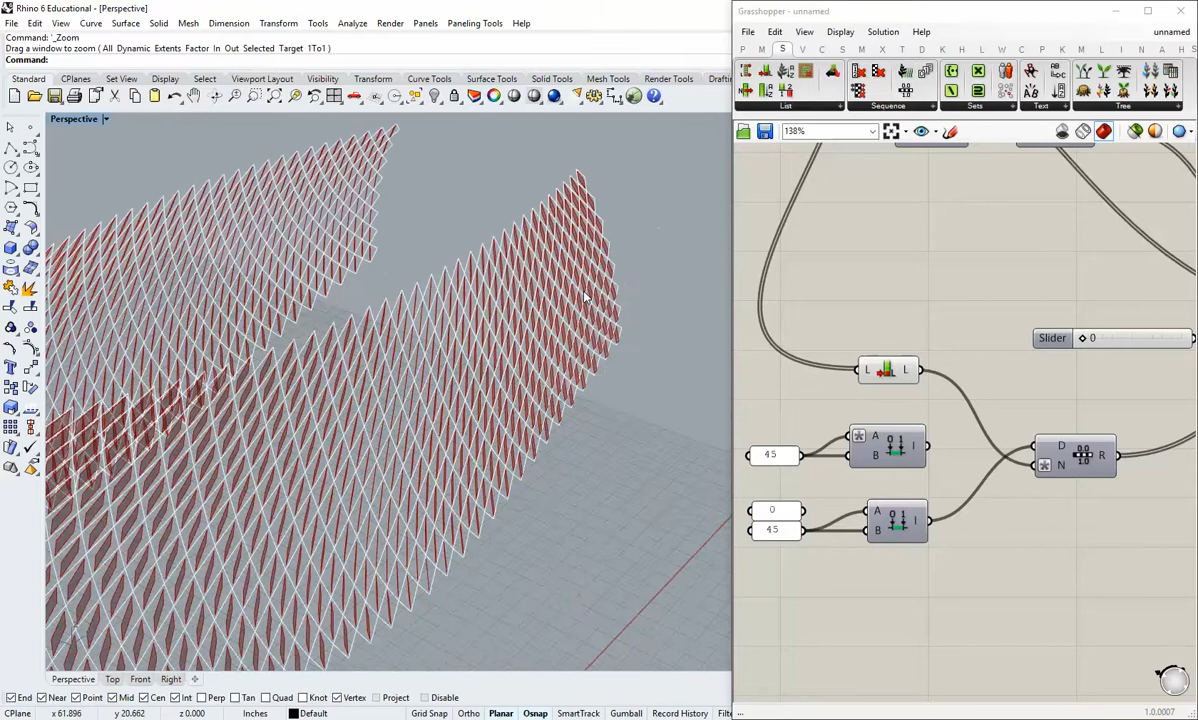 Rhino 6 Educational - [Perspective]
File Edit View Curve Surface Solid Mesh Dimension Transform Tools Analyze Render Panels Paneling Tools Help
Command: '_Zoom
Drag a window to zoom ( All Dynamic Extents Factor In Out Selected Target 1To1 )
Command:
Standard CPlanes Set View Display Select Viewport Layout Visibility Transform Curve Tools Surface Tools Solid Tools Mesh Tools Render Tools Draftin
Perspective
Perspective Top Front Right
End Near Point Mid Cen Int Perp Tan Quad Knot Vertex Project Disable
CPlane x 61.896 y 20.662 z 0.000 Inches Default Grid Snap Ortho Planar Osnap SmartTrack Gumball Record History Filte
Grasshopper - unnamed
File Edit View Display Solution Help unnamed
P M S V C S M I T D W L H E A B K L H E C K M P U F D N S
List Sequence Sets Text Tree
138%
Slider 0
L L
45
A B I
D N R
0
45
A B I
1.0.0007